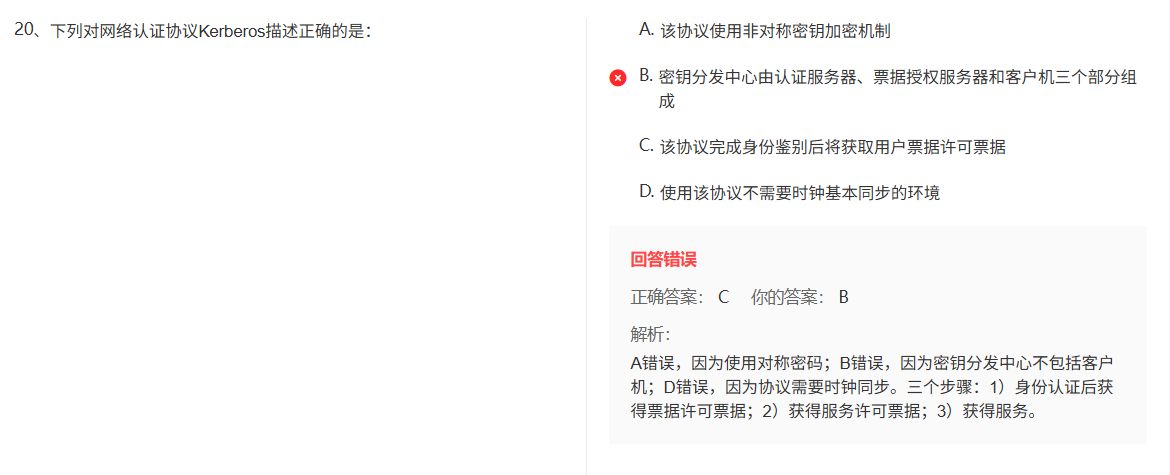 20、下列对网络认证协议Kerberos描述正确的是：
A. 该协议使用非对称密钥加密机制
B. 密钥分发中心由认证服务器、票据授权服务器和客户机三个部分组
成
C. 该协议完成身份鉴别后将获取用户票据许可票据
D. 使用该协议不需要时钟基本同步的环境
回答错误
正确答案： C 你的答案： B
解析：
A错误，因为使用对称密码；B错误，因为密钥分发中心不包括客户
机；D错误，因为协议需要时钟同步。三个步骤：1）身份认证后获
得票据许可票据；2）获得服务许可票据；3）获得服务。